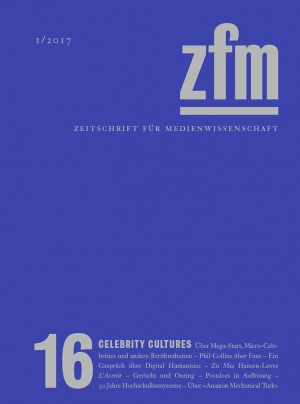 1/2017
zfm
ZEITSCHRIFT FÜR MEDIENWISSENSCHAFT
16
CELEBRITY CULTURES Über Mega-Stars, Micro-Cele-
brities und andere Berühmtheiten – Phil Collins über Fans – Ein
Gespräch über Digital Humanities – Zu Mia Hansen-Løves
L'Avenir – Gerücht und Outing – Postdocs in Auflösung –
50 Jahre Hochschulbausysteme – Über «Amazon Mechanical Turk»